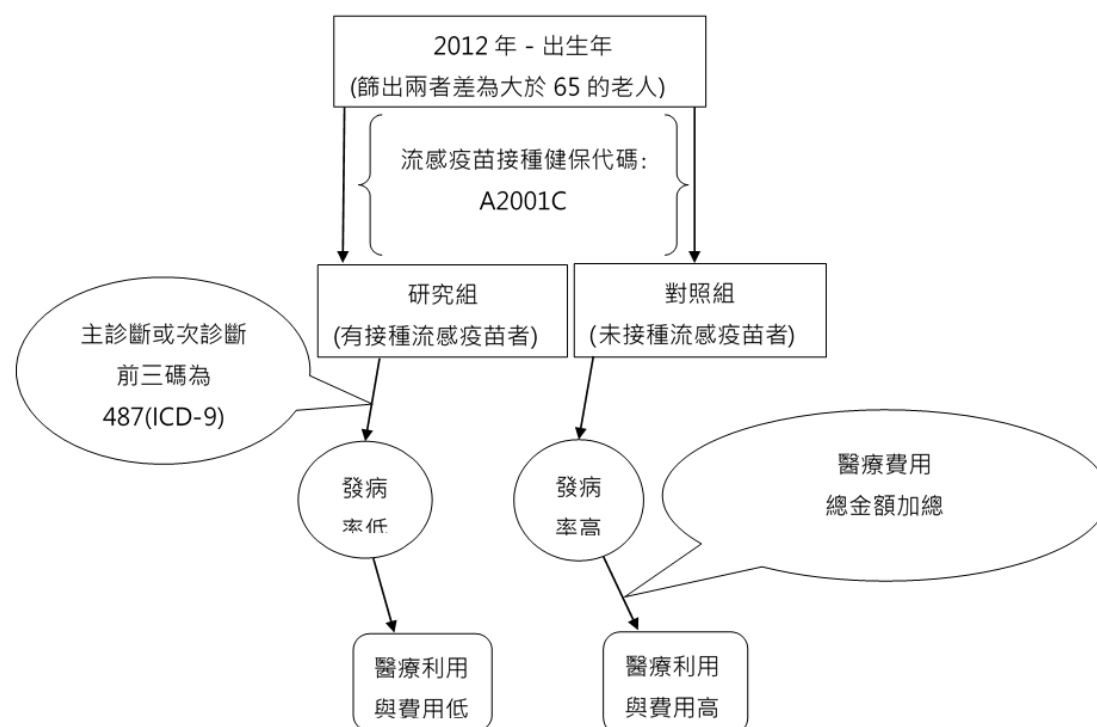 2012 年 - 出生年
(篩出兩者差為大於 65 的老人)
流感疫苗接種健保代碼:
A2001C
研究組
(有接種流感疫苗者)
對照組
(未接種流感疫苗者)
主診斷或次診斷
前三碼為
487(ICD-9)
發病
率低
發病
率高
醫療費用
總金額加總
醫療利用
與費用低
醫療利用
與費用高